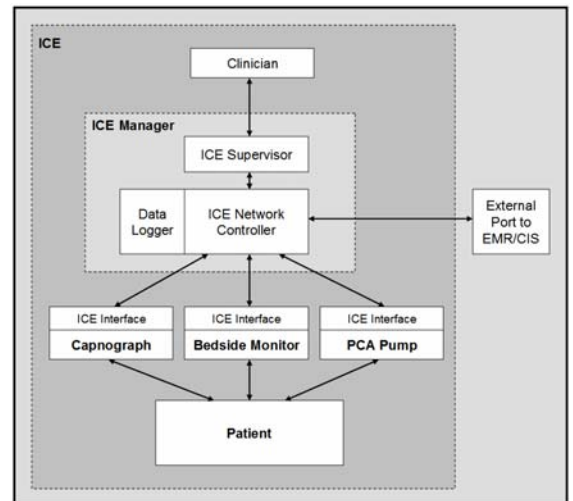 ICE
Clinician
ICE Manager
ICE Supervisor
Data
Logger
ICE Network
Controller
External
Port to
EMR/CIS
ICE Interface
Capnograph
ICE Interface
Bedside Monitor
ICE Interface
PCA Pump
Patient